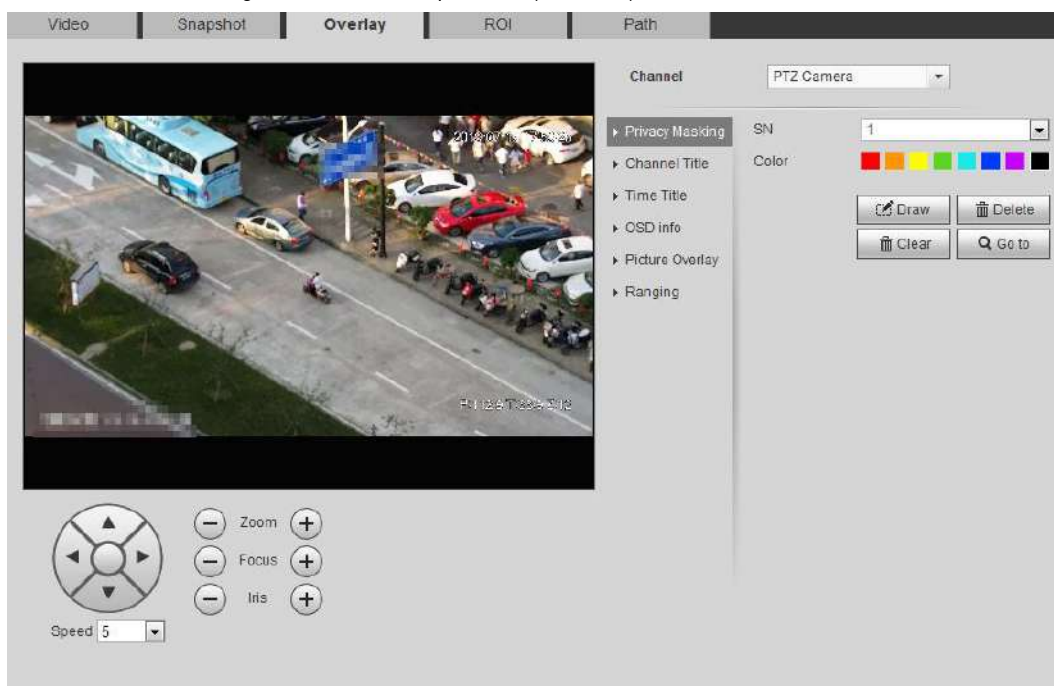 Video Snapshot Overlay ROI Path
Channel PTZ Camera
Privacy Masking
Channel Title
Time Title
OSD info
Picture Overlay
Ranging
SN 1
Color
Draw Delete
Clear Go to
Zoom
Focus
Iris
Speed 5